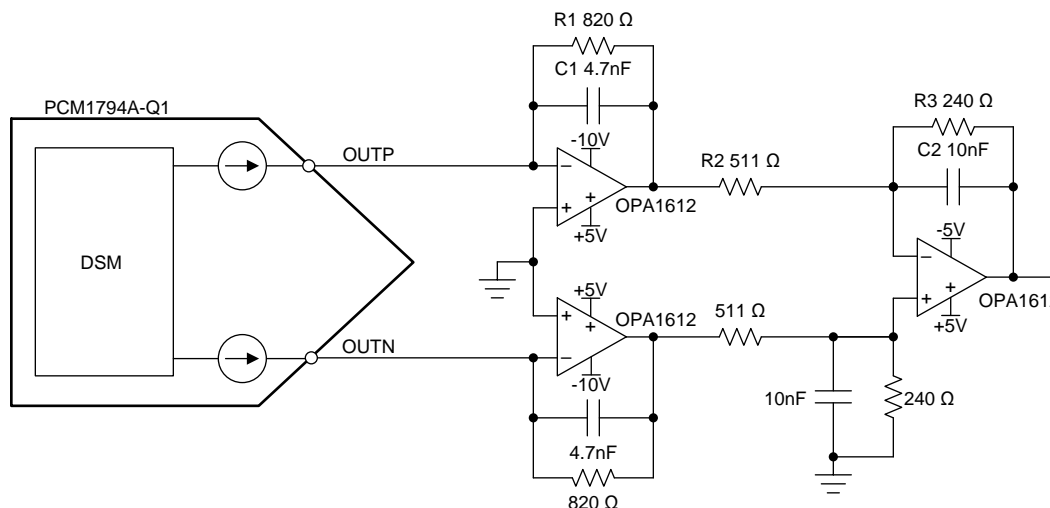 R1 820 Ω
C1 4.7nF
PCM1794A-Q1
R3 240 Ω
C2 10nF
-10V
OUTP
R2 511 Ω
OPA1612
+5V
-5V
DSM
+5V
OPA1612
511 Ω
OPA161
+5V
OUTN
-10V
10nF
240 Ω
4.7nF
820 Ω